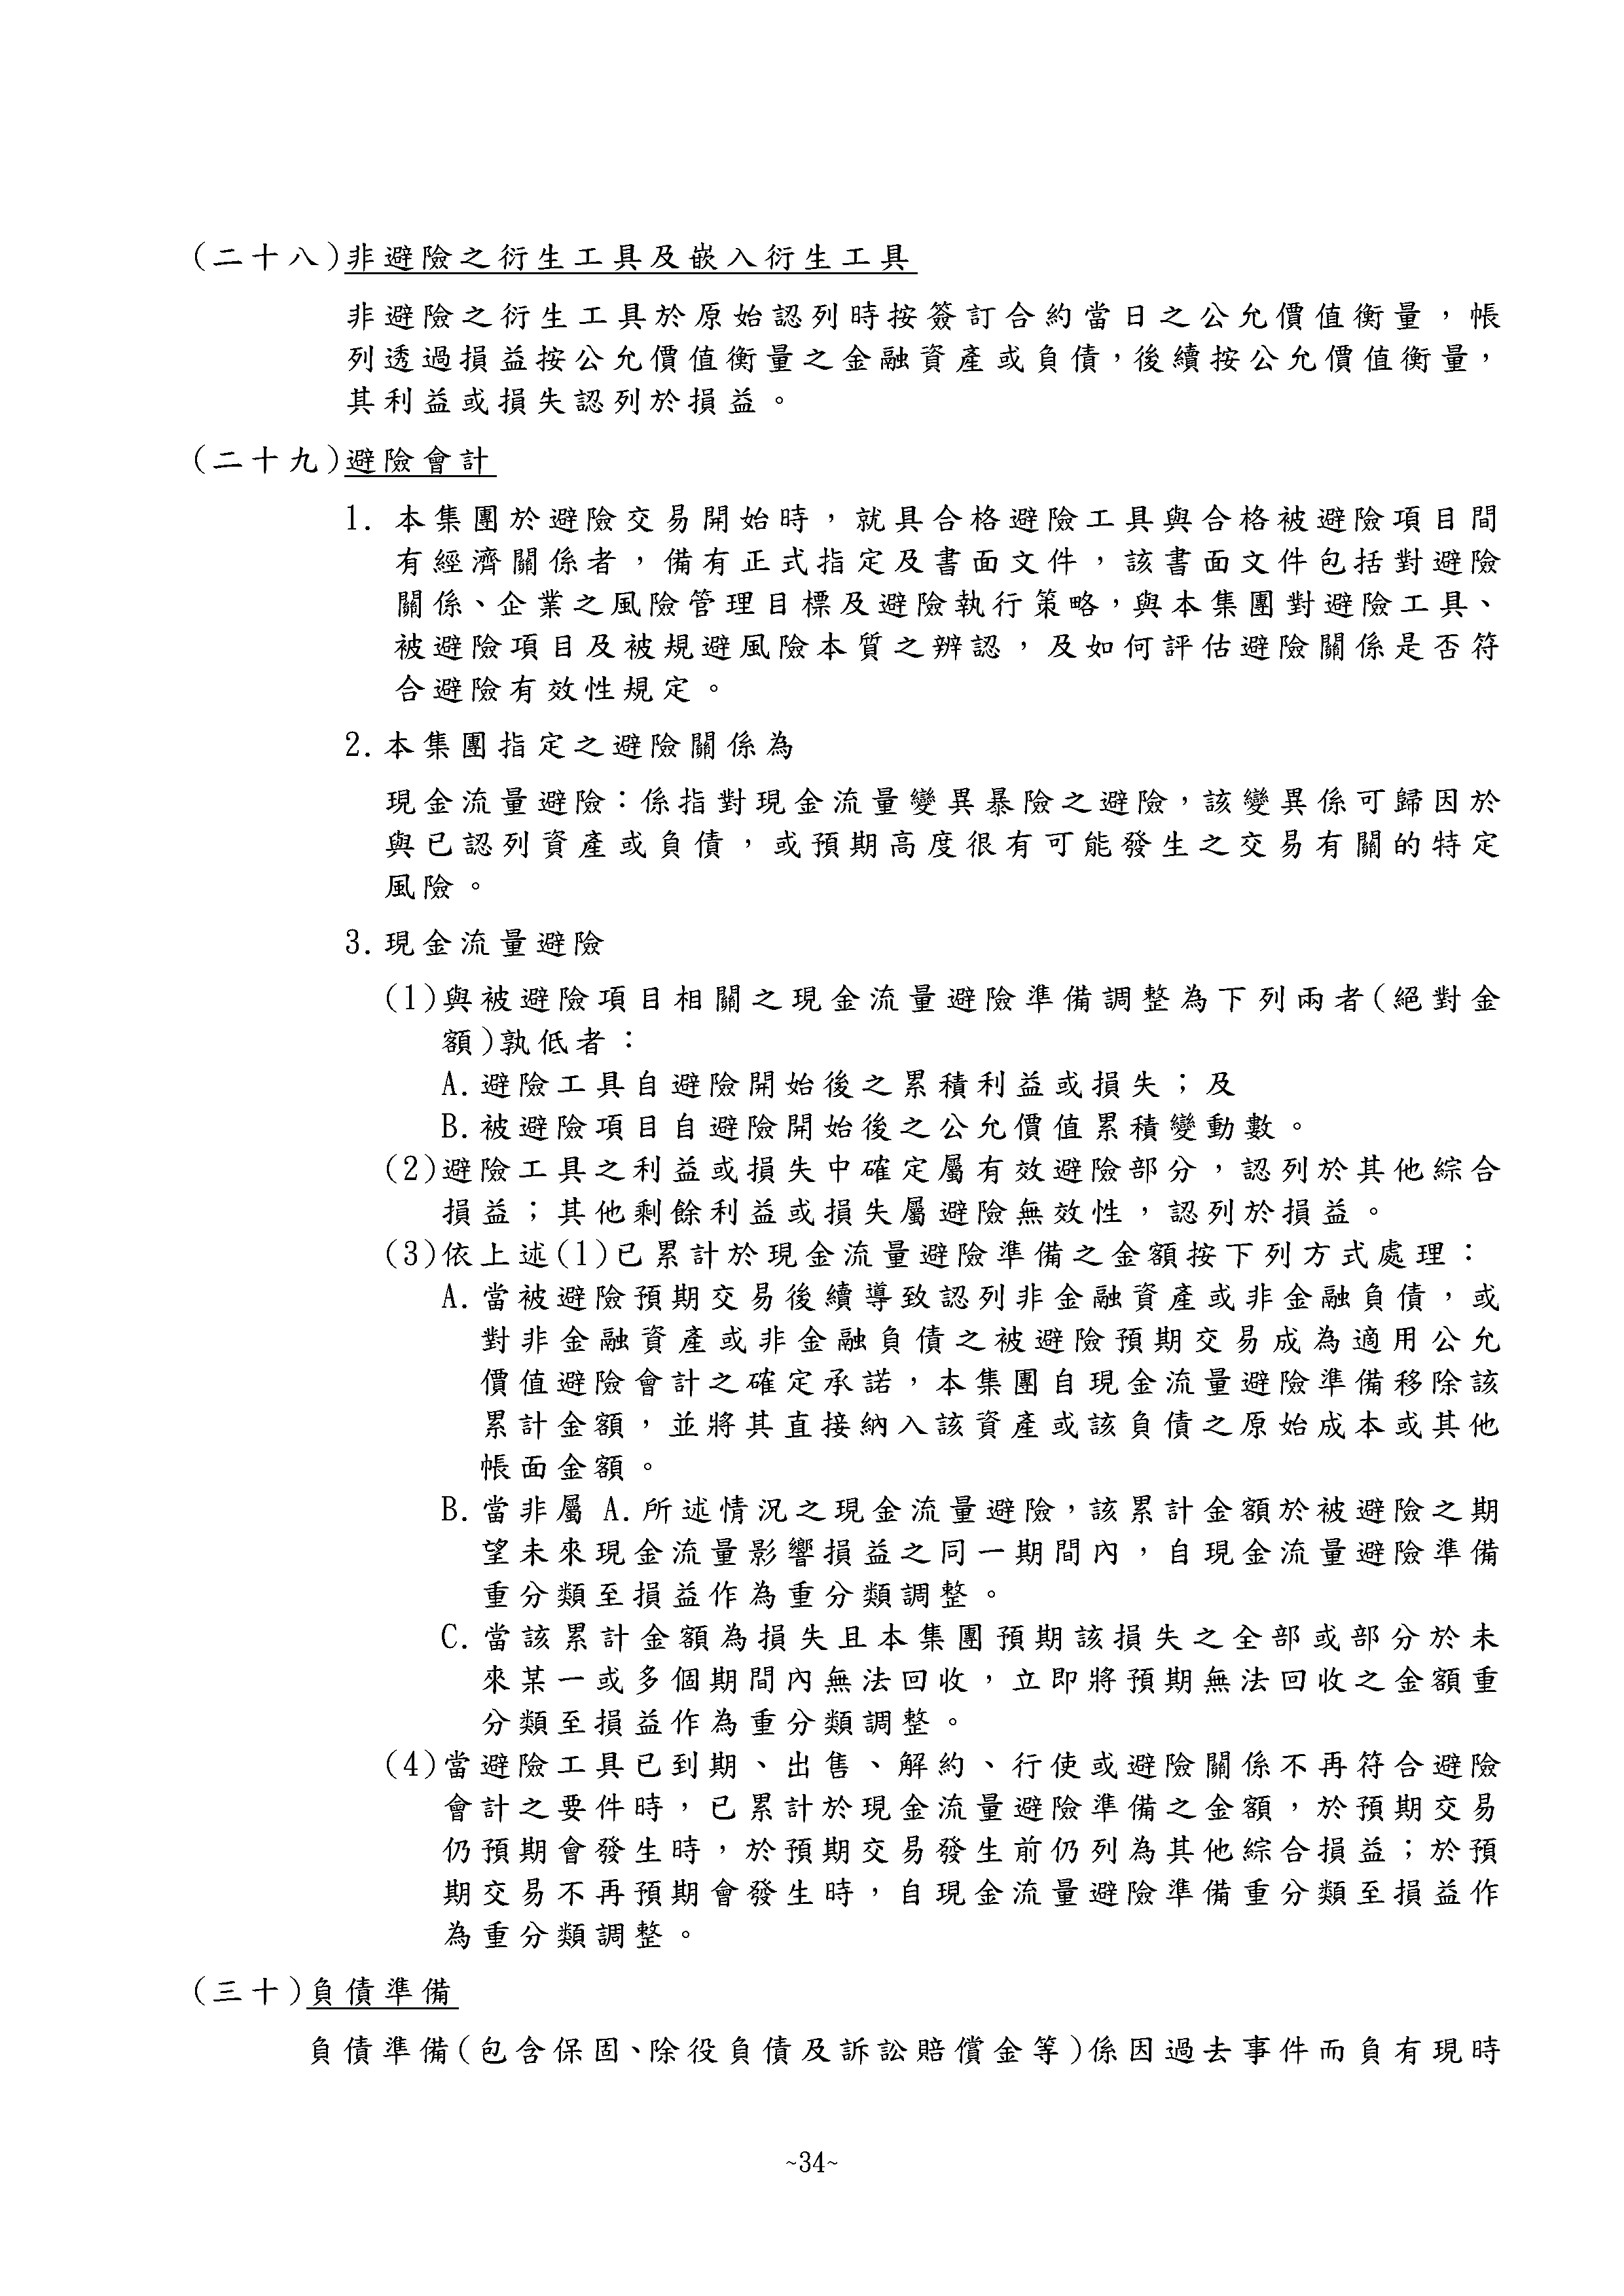 (二十八)非避險之衍生工具及嵌入衍生工具
非避險之衍生工具於原始認列時按簽訂合約當日之公允價值衡量，帳
列透過損益按公允價值衡量之金融資產或負債，後續按公允價值衡量，
其利益或損失認列於損益。
(二十九)避險會計
1. 本集團於避險交易開始時，就具合格避險工具與合格被避險項目間
有經濟關係者，備有正式指定及書面文件，該書面文件包括對避險
關係、企業之風險管理目標及避險執行策略，與本集團對避險工具、
被避險項目及被規避風險本質之辨認，及如何評估避險關係是否符
合避險有效性規定。
2.本集團指定之避險關係為
現金流量避險：係指對現金流量變異暴險之避險，該變異係可歸因於
與已認列資產或負債，或預期高度很有可能發生之交易有關的特定
風險。
3.現金流量避險
(1)與被避險項目相關之現金流量避險準備調整為下列兩者(絕對金
額)孰低者：
A.避險工具自避險開始後之累積利益或損失；及
B.被避險項目自避險開始後之公允價值累積變動數。
(2)避險工具之利益或損失中確定屬有效避險部分，認列於其他綜合
損益；其他剩餘利益或損失屬避險無效性，認列於損益。
(3)依上述(1)已累計於現金流量避險準備之金額按下列方式處理：
A.當被避險預期交易後續導致認列非金融資產或非金融負債，或
對非金融資產或非金融負債之被避險預期交易成為適用公允
價值避險會計之確定承諾，本集團自現金流量避險準備移除該
累計金額，並將其直接納入該資產或該負債之原始成本或其他
帳面金額。
B.當非屬 A.所述情況之現金流量避險，該累計金額於被避險之期
望未來現金流量影響損益之同一期間內，自現金流量避險準備
重分類至損益作為重分類調整。
C.當該累計金額為損失且本集團預期該損失之全部或部分於未
來某一或多個期間內無法回收，立即將預期無法回收之金額重
分類至損益作為重分類調整。
(4)當避險工具已到期、出售、解約、行使或避險關係不再符合避險
會計之要件時，已累計於現金流量避險準備之金額，於預期交易
仍預期會發生時，於預期交易發生前仍列為其他綜合損益；於預
期交易不再預期會發生時，自現金流量避險準備重分類至損益作
為重分類調整。
(三十)負債準備
負債準備(包含保固、除役負債及訴訟賠償金等)係因過去事件而負有現時
~34~